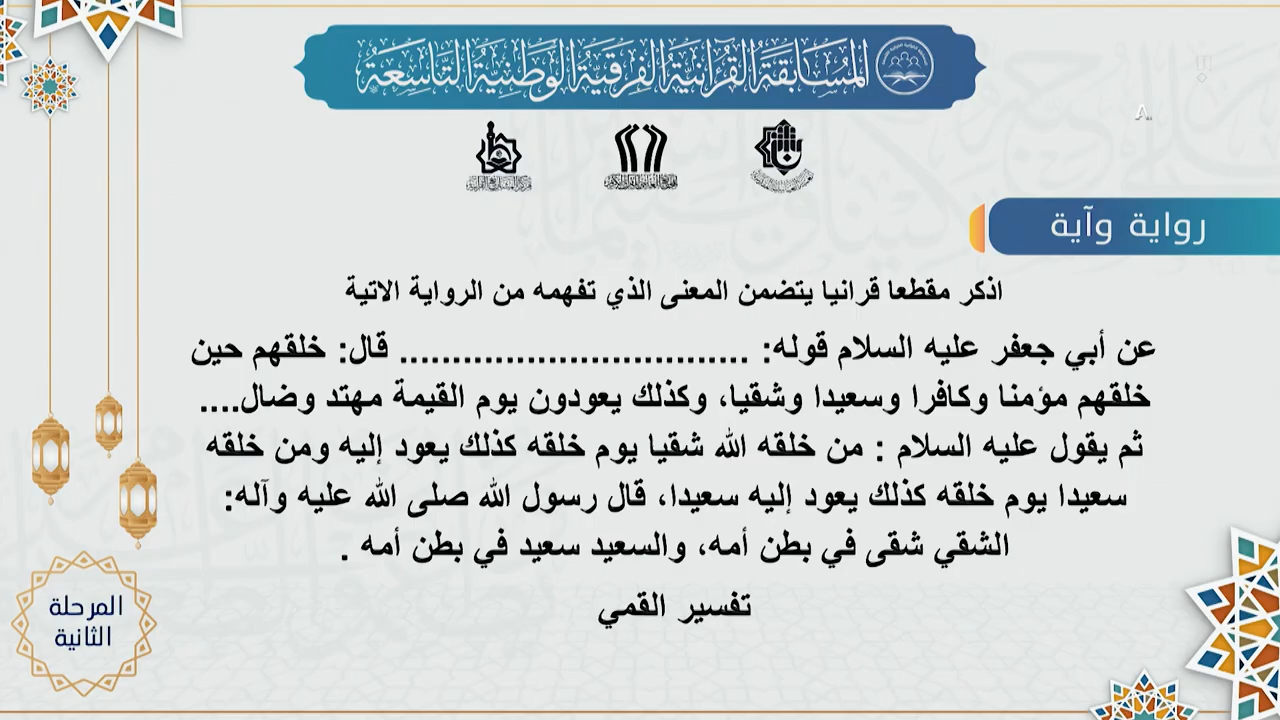 المسابقة القرآنية الفرقية الوطنية التاسعة
رواية وآية
اذكر مقطعا قرانيا يتضمن المعنى الذي تفهمه من الرواية الاتية
عن أبي جعفر عليه السلام قوله: ................................. قال: خلقهم حين
خلقهم مؤمنا وكافرا وسعيدا وشقيا، وكذلك يعودون يوم القيمة مهتد وضال....
ثم يقول عليه السلام : من خلقه الله شقيا يوم خلقه كذلك يعود إليه ومن خلقه
سعيدا يوم خلقه كذلك يعود إليه سعيدا، قال رسول الله صلى الله عليه وآله:
الشقي شقى في بطن أمه، والسعيد سعيد في بطن أمه .
تفسير القمي
المرحلة
الثانية